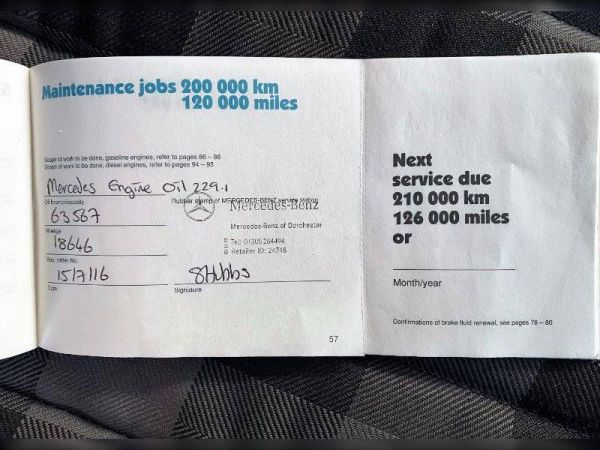 Maintenance jobs 200 000 km
120 000 miles
Scope of work to be done, gasoline engines, refer to pages 86 – 88
Scope of work to be done, diesel engines, refer to pages 94 – 95
Mercedes Engine Oil 229.1
Oil brand/viscosity
Rubber stamp of MERCEDES-BENZ service station
Mercedes-Benz
63567
Mileage
Mercedes-Benz of Dorchester
18646
Tel: 01305 264494
Retailer ID: 24748
Rep. order No.
15/7/16
SHibbs
Date
Signature
57
Next
service due
210 000 km
126 000 miles
or
Month/year
Confirmations of brake fluid renewal, see pages 78 – 80